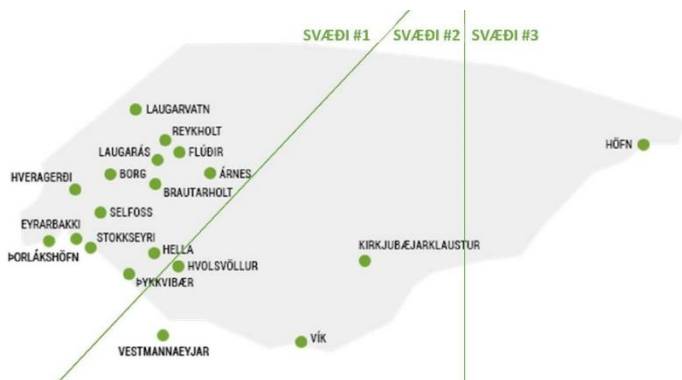 SVÆÐI #1
SVÆÐI #2
SVÆÐI #3
LAUGARVATN
REYKHOLT
LAUGARÁS
FLÚÐIR
HÖFN
HVERAGERÐI
BORG
ÁRNES
BRAUTARHOLT
SELFOSS
EYRARBAKKI
STOKKSEYRI
ÞORLÁKSHÖFN
HELLA
KIRKJUBÆJARKLAUSTUR
HVOLSVÖLLUR
ÞYKKVIBÆR
VÍK
VESTMANNAEYJAR